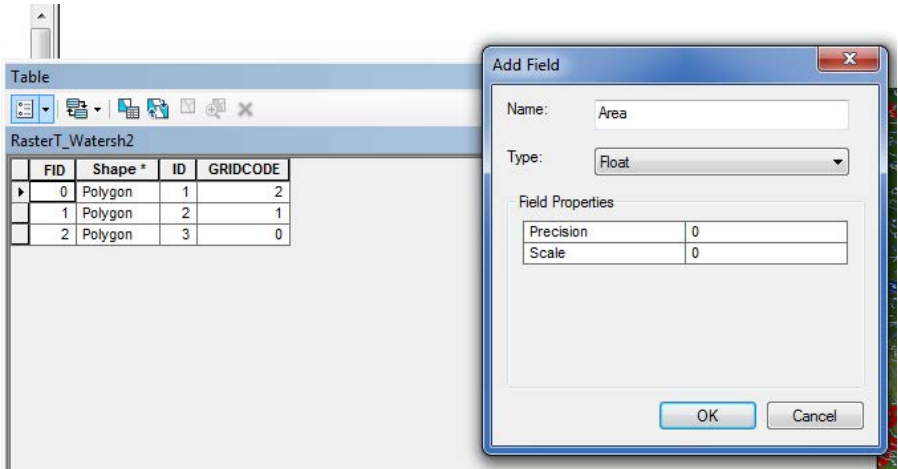 Table
RasterT_Watersh2
FID Shape * ID GRIDCODE
0 Polygon 1 2
1 Polygon 2 1
2 Polygon 3 0
Add Field
Name: Area
Type: Float
Field Properties
Precision 0
Scale 0
OK Cancel